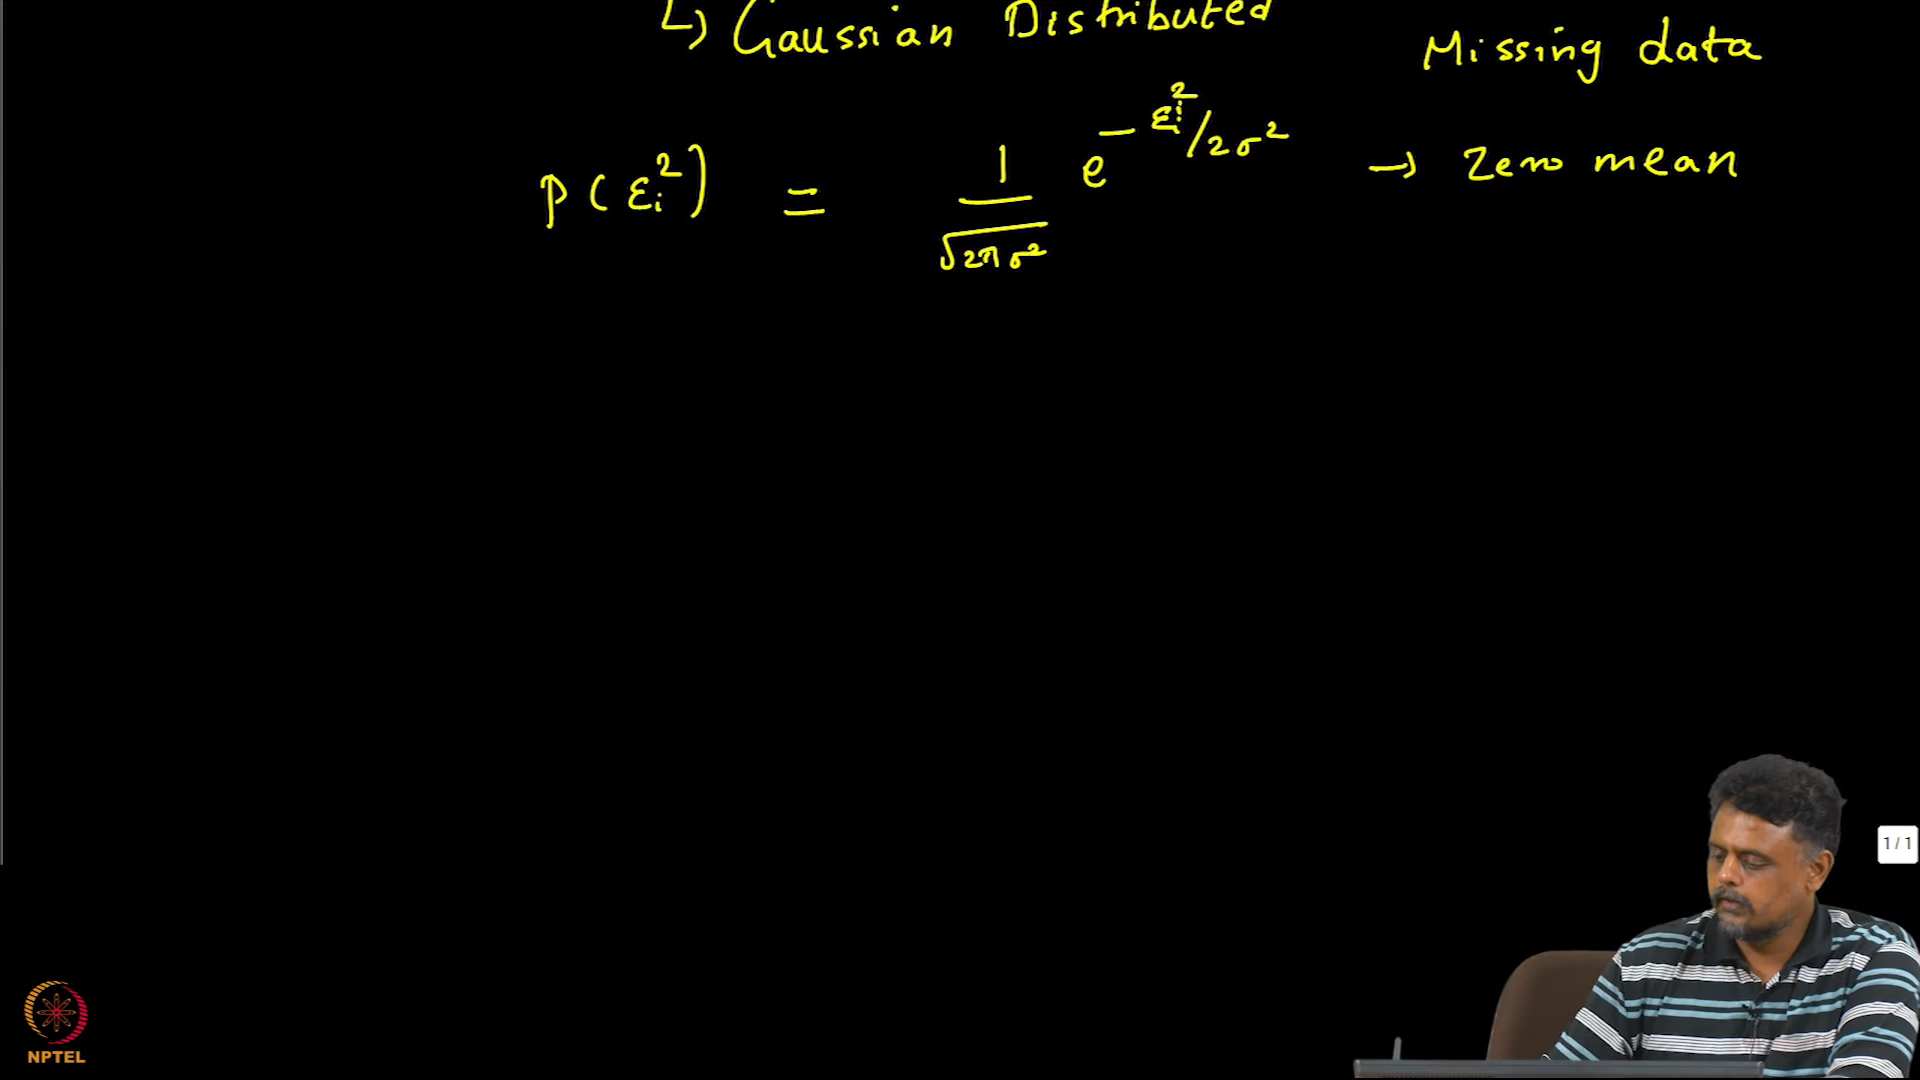 ↳ Gaussian Distributed
Missing data
P(εᵢ²) = 1/√2πσ² e^(-εᵢ²/2σ²) → Zero mean
1 / 1
NPTEL